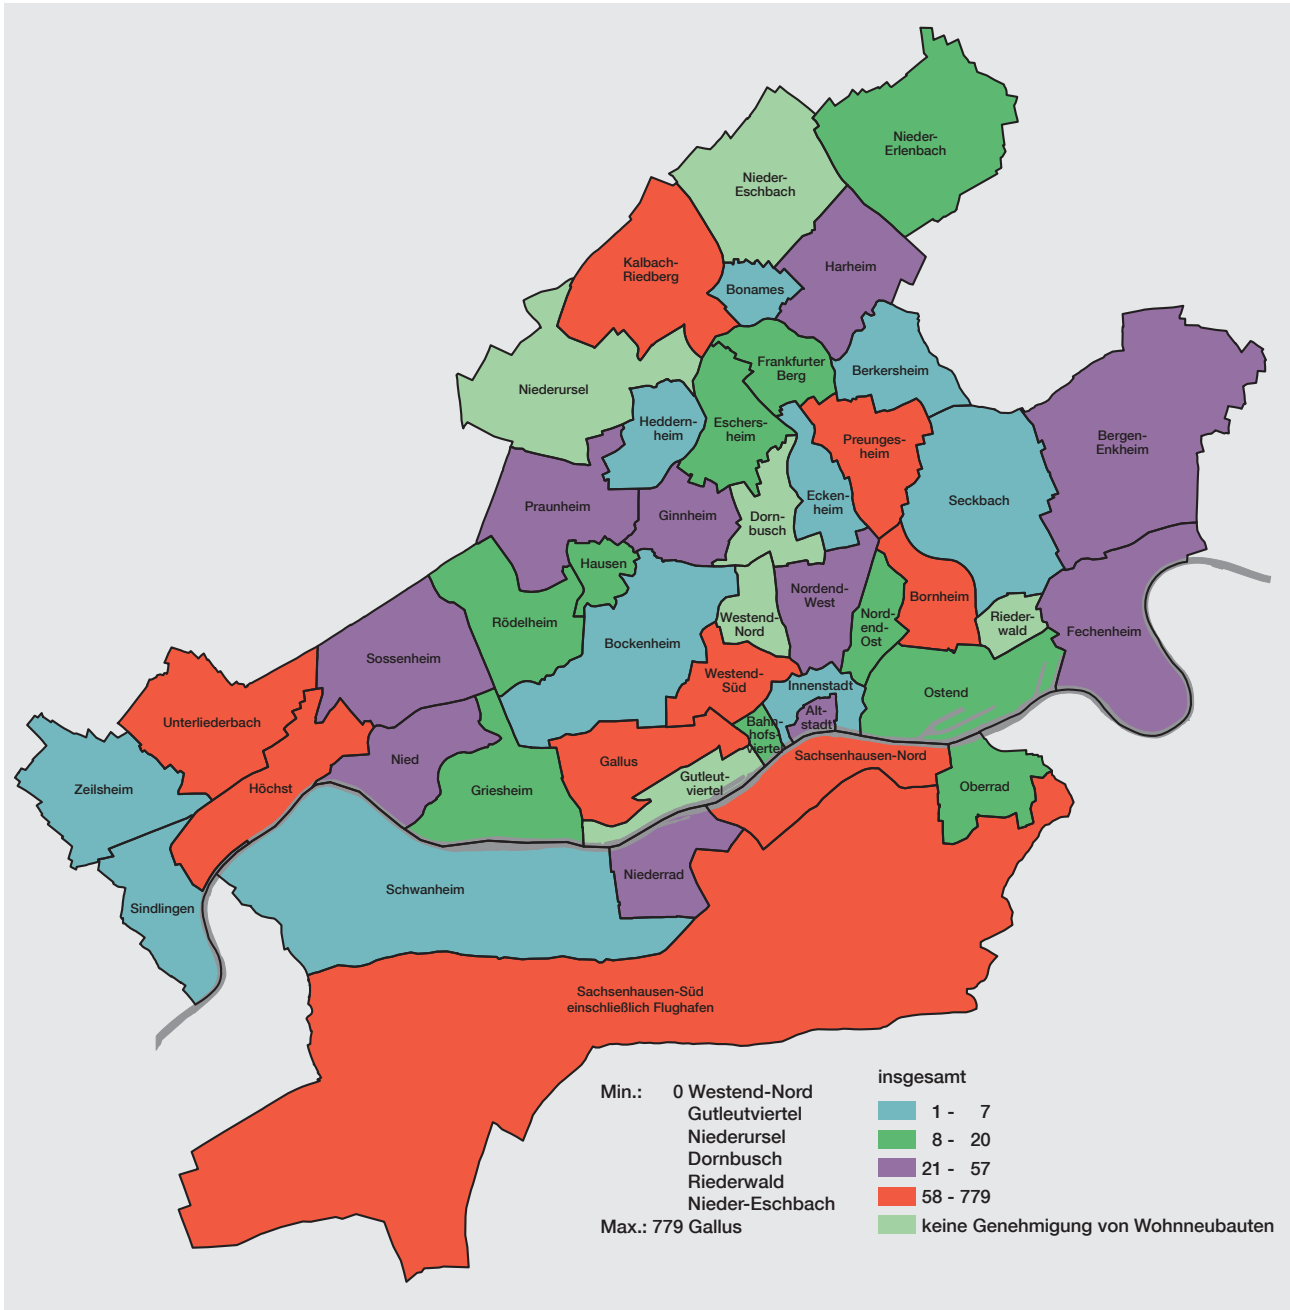 Nieder-
Erlenbach
Nieder-
Eschbach
Kalbach-
Riedberg
Harheim
Bonames
Frankfurter
Berg
Berkersheim
Niederursel
Heddern-
heim
Eschers-
heim
Preunges-
heim
Bergen-
Enkheim
Seckbach
Praunheim
Ginnheim
Dorn-
busch
Ecken-
heim
Hausen
Nordend-
West
Bornheim
Rödelheim
Bockenheim
Westend-
Nord
Nord-
end-
Ost
Rieder-
wald
Fechenheim
Sossenheim
Westend-
Süd
Innenstadt
Ostend
Unterliederbach
Alt-
stadt
Bahn-
hofs-
viertel
Nied
Gallus
Sachsenhausen-Nord
Zeilsheim
Höchst
Griesheim
Gutleut-
viertel
Oberrad
Niederrad
Schwanheim
Sindlingen
Sachsenhausen-Süd
einschließlich Flughafen
Min.: 0 Westend-Nord
Gutleutviertel
Niederursel
Dornbusch
Riederwald
Nieder-Eschbach
Max.: 779 Gallus
insgesamt
1 - 7
8 - 20
21 - 57
58 - 779
keine Genehmigung von Wohnneubauten